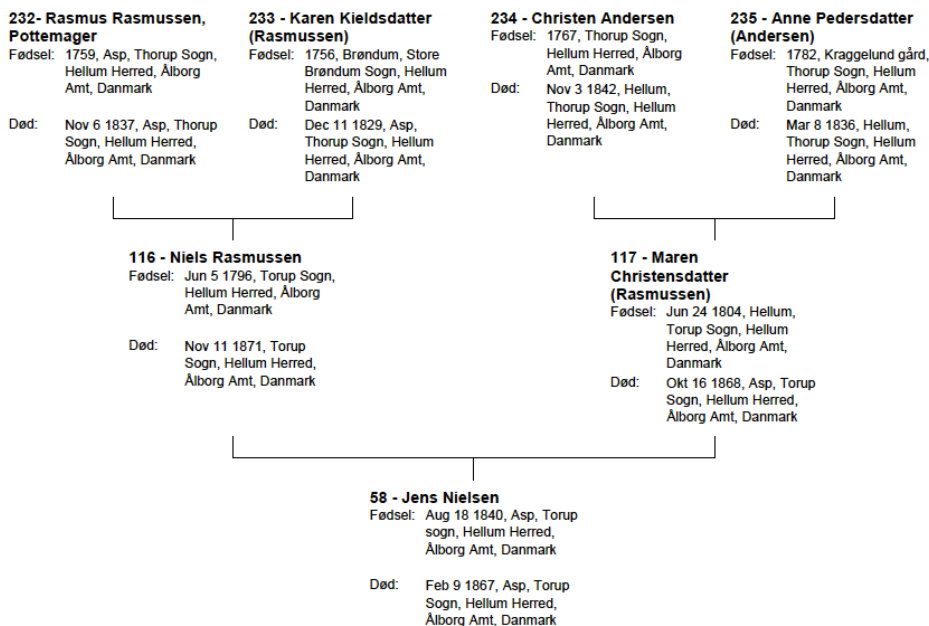 232- Rasmus Rasmussen,
Pottemager
Fødsel: 1759, Asp, Thorup Sogn,
Hellum Herred, Ålborg
Amt, Danmark
Død: Nov 6 1837, Asp, Thorup
Sogn, Hellum Herred,
Ålborg Amt, Danmark
233 - Karen Kieldsdatter
(Rasmussen)
Fødsel: 1756, Brøndum, Store
Brøndum Sogn, Hellum
Herred, Ålborg Amt,
Danmark
Død: Dec 11 1829, Asp,
Thorup Sogn, Hellum
Herred, Ålborg Amt,
Danmark
234 - Christen Andersen
Fødsel: 1767, Thorup Sogn,
Hellum Herred, Ålborg
Amt, Danmark
Død: Nov 3 1842, Hellum,
Thorup Sogn, Hellum
Herred, Ålborg Amt,
Danmark
235 - Anne Pedersdatter
(Andersen)
Fødsel: 1782, Kraggelund gård,
Thorup Sogn, Hellum
Herred, Ålborg Amt,
Danmark
Død: Mar 8 1836, Hellum,
Thorup Sogn, Hellum
Herred, Ålborg Amt,
Danmark
116 - Niels Rasmussen
Fødsel: Jun 5 1796, Torup Sogn,
Hellum Herred, Ålborg
Amt, Danmark
Død: Nov 11 1871, Torup
Sogn, Hellum Herred,
Ålborg Amt, Danmark
117 - Maren
Christensdatter
(Rasmussen)
Fødsel: Jun 24 1804, Hellum,
Torup Sogn, Hellum
Herred, Ålborg Amt,
Danmark
Død: Okt 16 1868, Asp, Torup
Sogn, Hellum Herred,
Ålborg Amt, Danmark
58 - Jens Nielsen
Fødsel: Aug 18 1840, Asp, Torup
sogn, Hellum Herred,
Ålborg Amt, Danmark
Død: Feb 9 1867, Asp, Torup
Sogn, Hellum Herred,
Ålborg Amt, Danmark